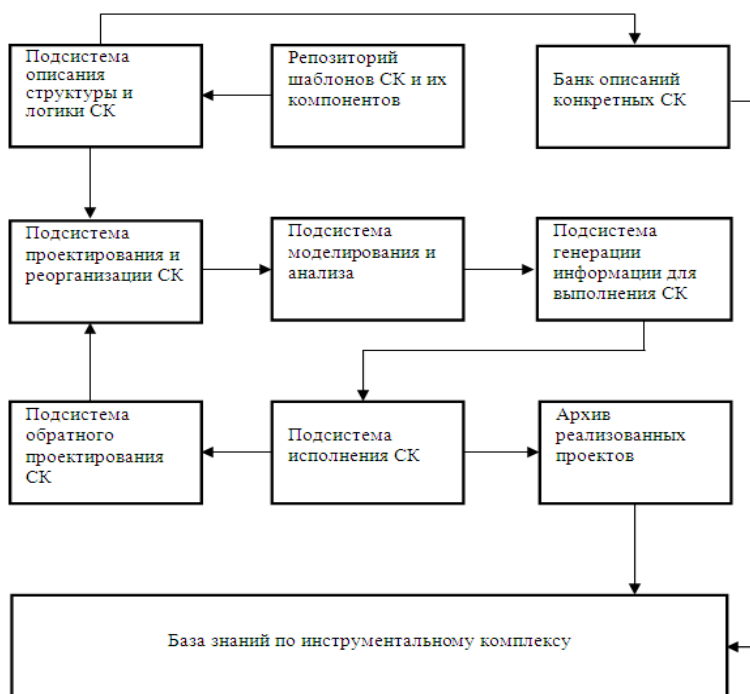 Подсистема
описания
структуры и
логики СК
Репозиторий
шаблонов СК и их
компонентов
Банк описаний
конкретных СК
Подсистема
проектирования и
реорганизации СК
Подсистема
моделирования и
анализа
Подсистема
генерации
информации для
выполнения СК
Подсистема
обратного
проектирования
СК
Подсистема
исполнения СК
Архив
реализованных
проектов
База знаний по инструментальному комплексу